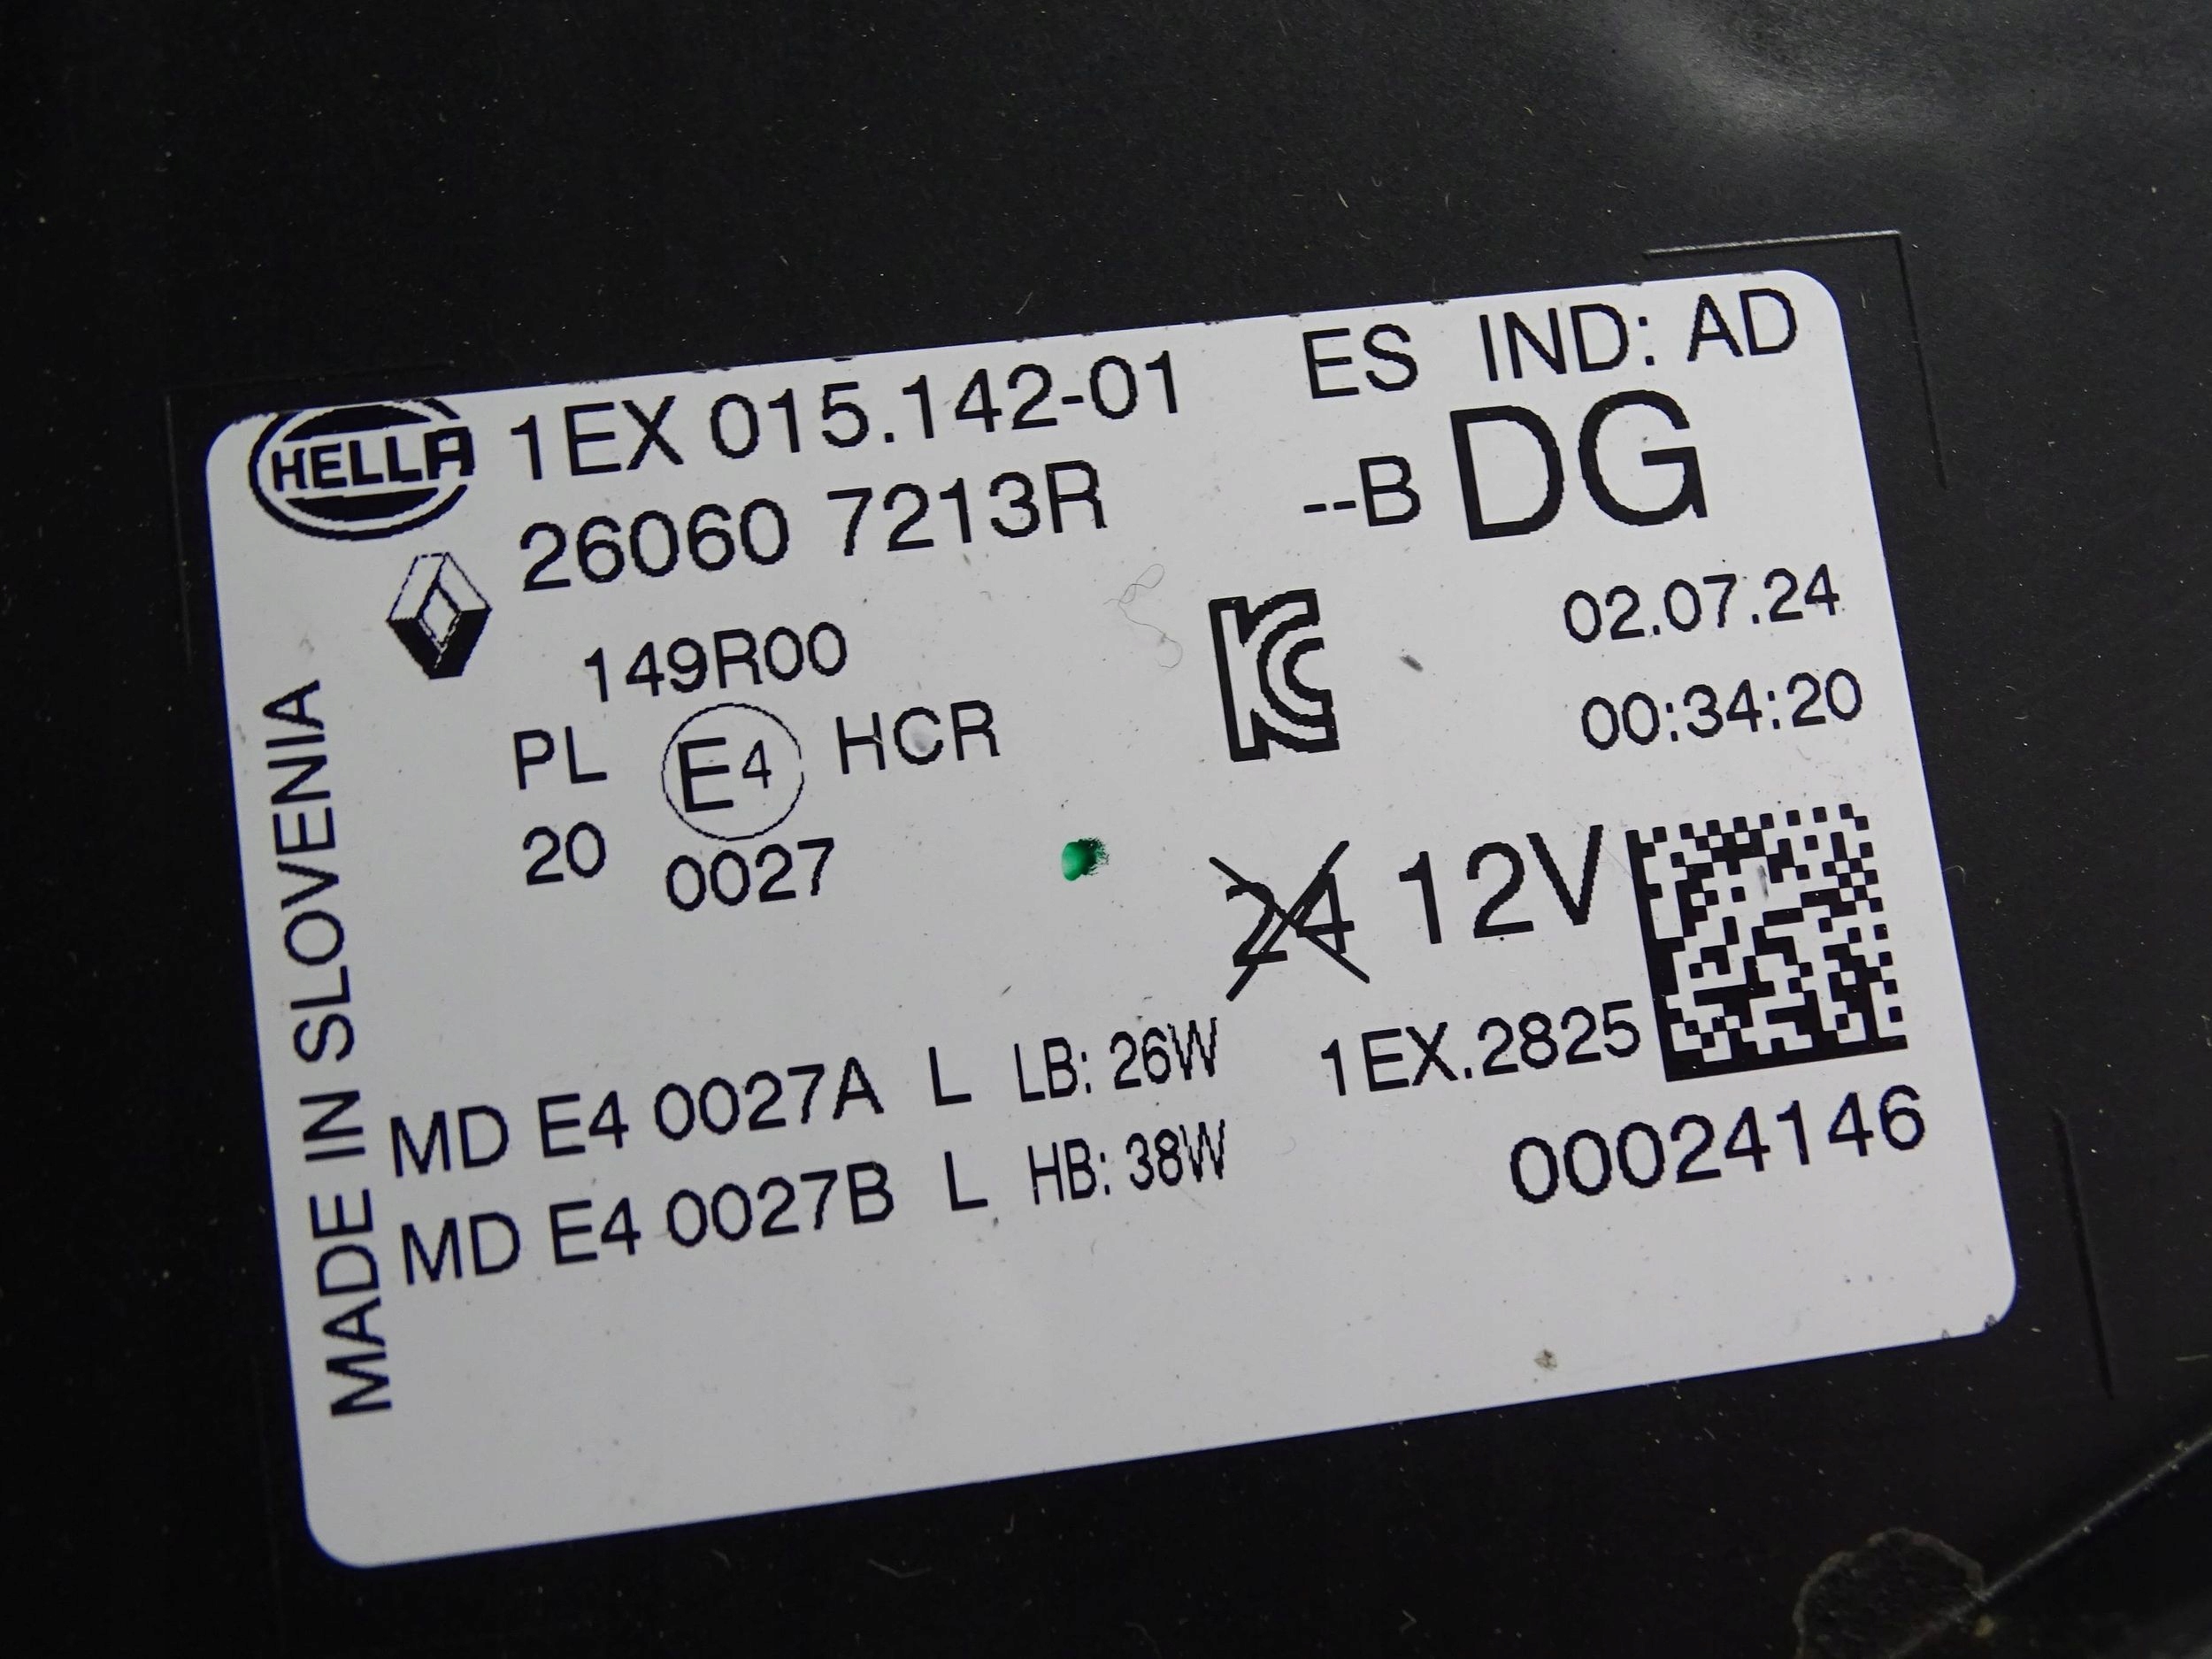 HELLA 1EX 015.142-01 ES IND: AD
26060 7213R --B DG
149R00 02.07.24
PL E4 HCR 00:34:20
20 0027
24 12V
MD E4 0027A L LB: 26W 1EX.2825
MD E4 0027B L HB: 38W 00024146
MADE IN SLOVENIA